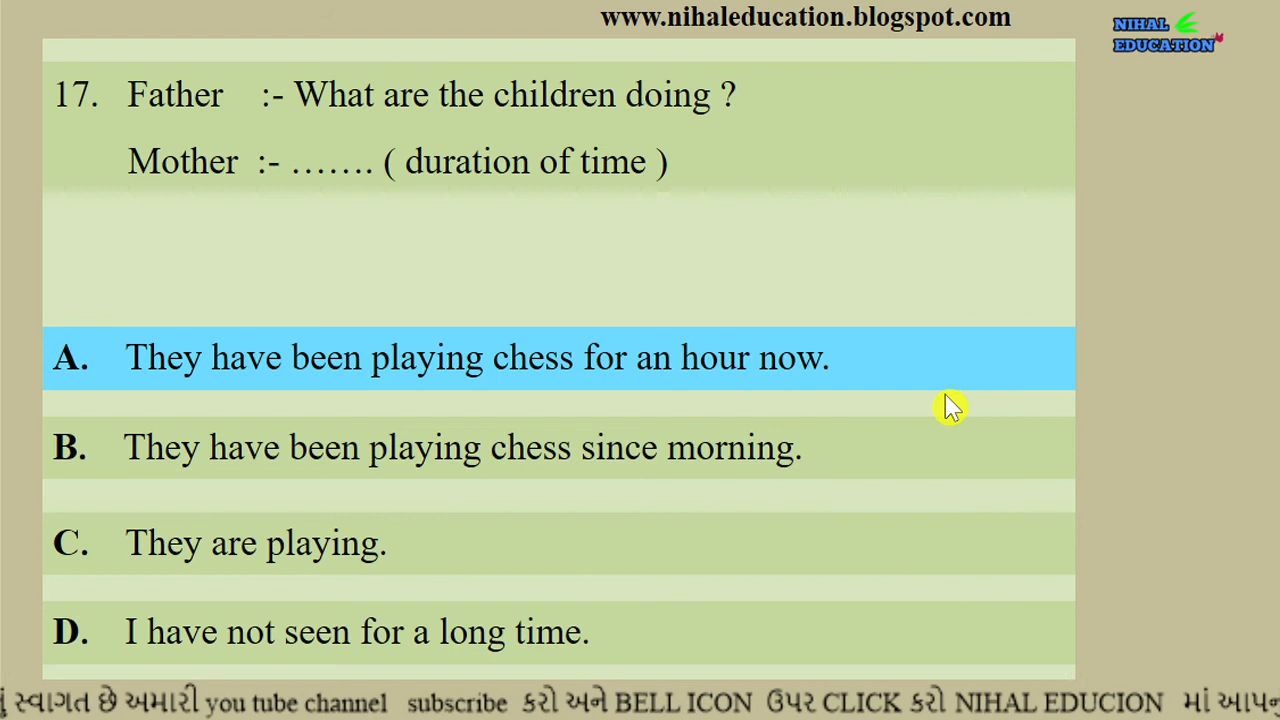 www.nihaleducation.blogspot.com
NIHAL
EDUCATION
17. Father :- What are the children doing ?
Mother :- ……. ( duration of time )
A. They have been playing chess for an hour now.
B. They have been playing chess since morning.
C. They are playing.
D. I have not seen for a long time.
સ્વાગત છે અમારી you tube channel subscribe કરો અને BELL ICON ઉપર CLICK કરો NIHAL EDUCION માં